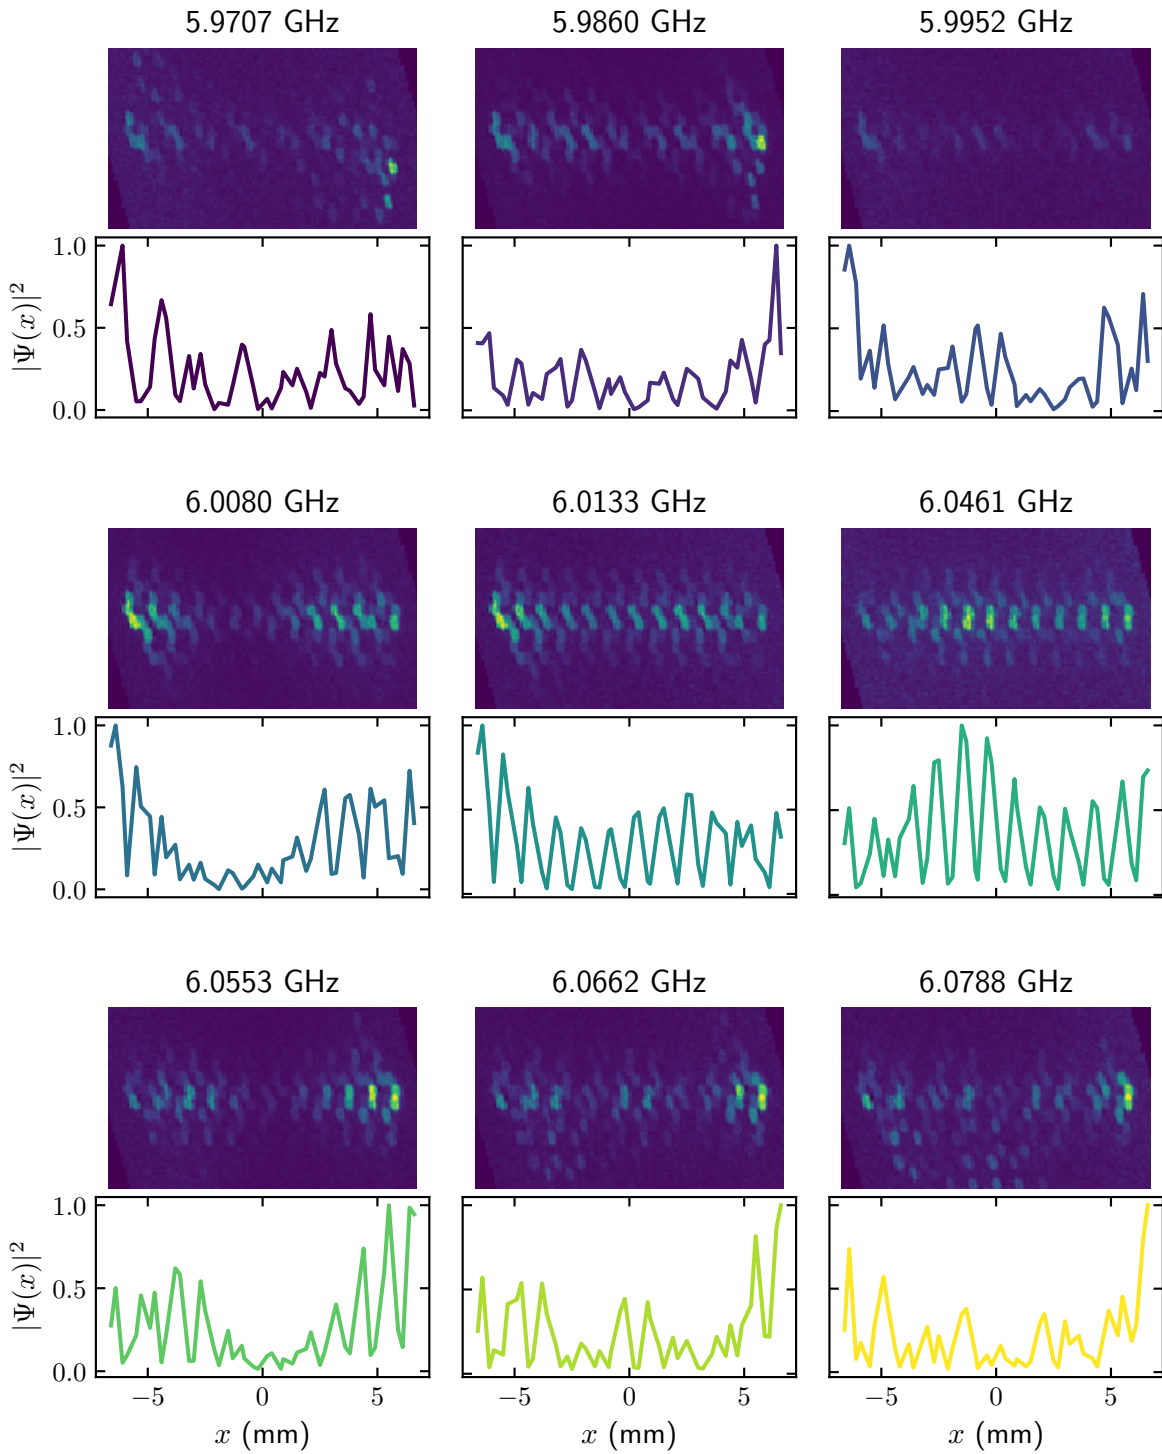 5.9707 GHz 5.9860 GHz 5.9952 GHz
1.0
0.5
0.0
|Ψ(x)|²
6.0080 GHz 6.0133 GHz 6.0461 GHz
1.0
0.5
0.0
|Ψ(x)|²
6.0553 GHz 6.0662 GHz 6.0788 GHz
1.0
0.5
0.0
|Ψ(x)|²
−5 0 5 −5 0 5 −5 0 5
x (mm) x (mm) x (mm)